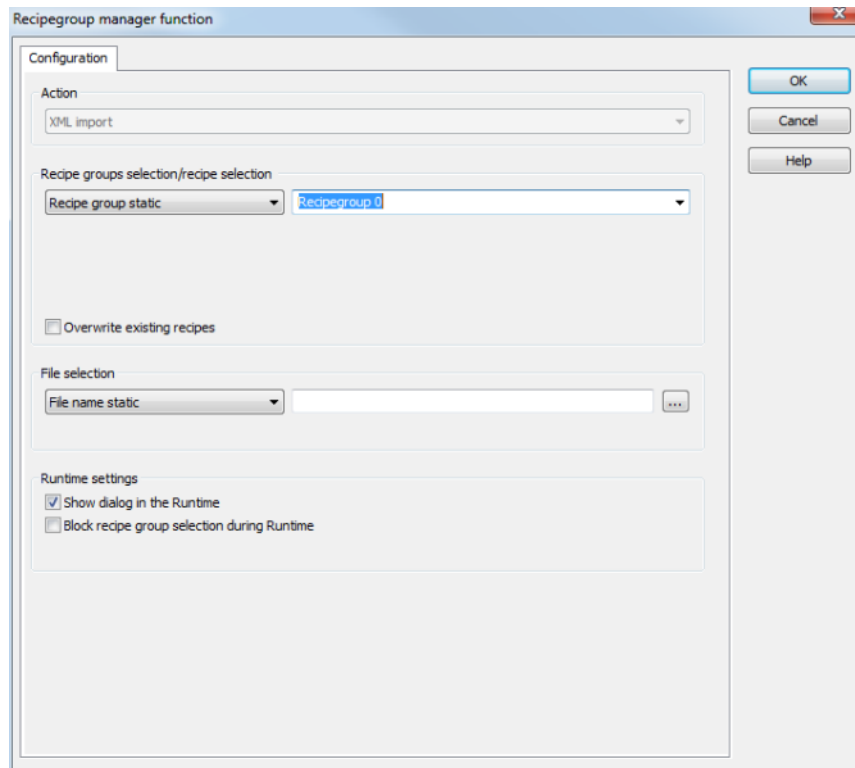 Recipegroup manager function
Configuration
OK
Action
XML import
Cancel
Help
Recipe groups selection/recipe selection
Recipe group static
Recipegroup 0
Overwrite existing recipes
File selection
File name static
...
Runtime settings
Show dialog in the Runtime
Block recipe group selection during Runtime